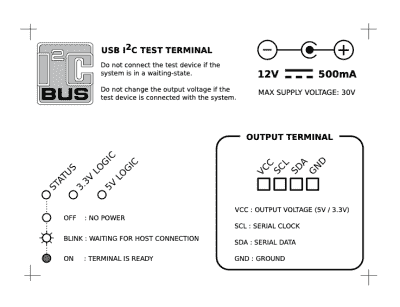 I²C
BUS
USB I²C TEST TERMINAL
Do not connect the test device if the
system is in a waiting-state.
Do not change the output voltage if the
test device is connected with the system.
12V 500mA
MAX SUPPLY VOLTAGE: 30V
STATUS
3.3V LOGIC
5V LOGIC
OFF : NO POWER
BLINK : WAITING FOR HOST CONNECTION
ON : TERMINAL IS READY
OUTPUT TERMINAL
VCC
SCL
SDA
GND
VCC : OUTPUT VOLTAGE (5V / 3.3V)
SCL : SERIAL CLOCK
SDA : SERIAL DATA
GND : GROUND